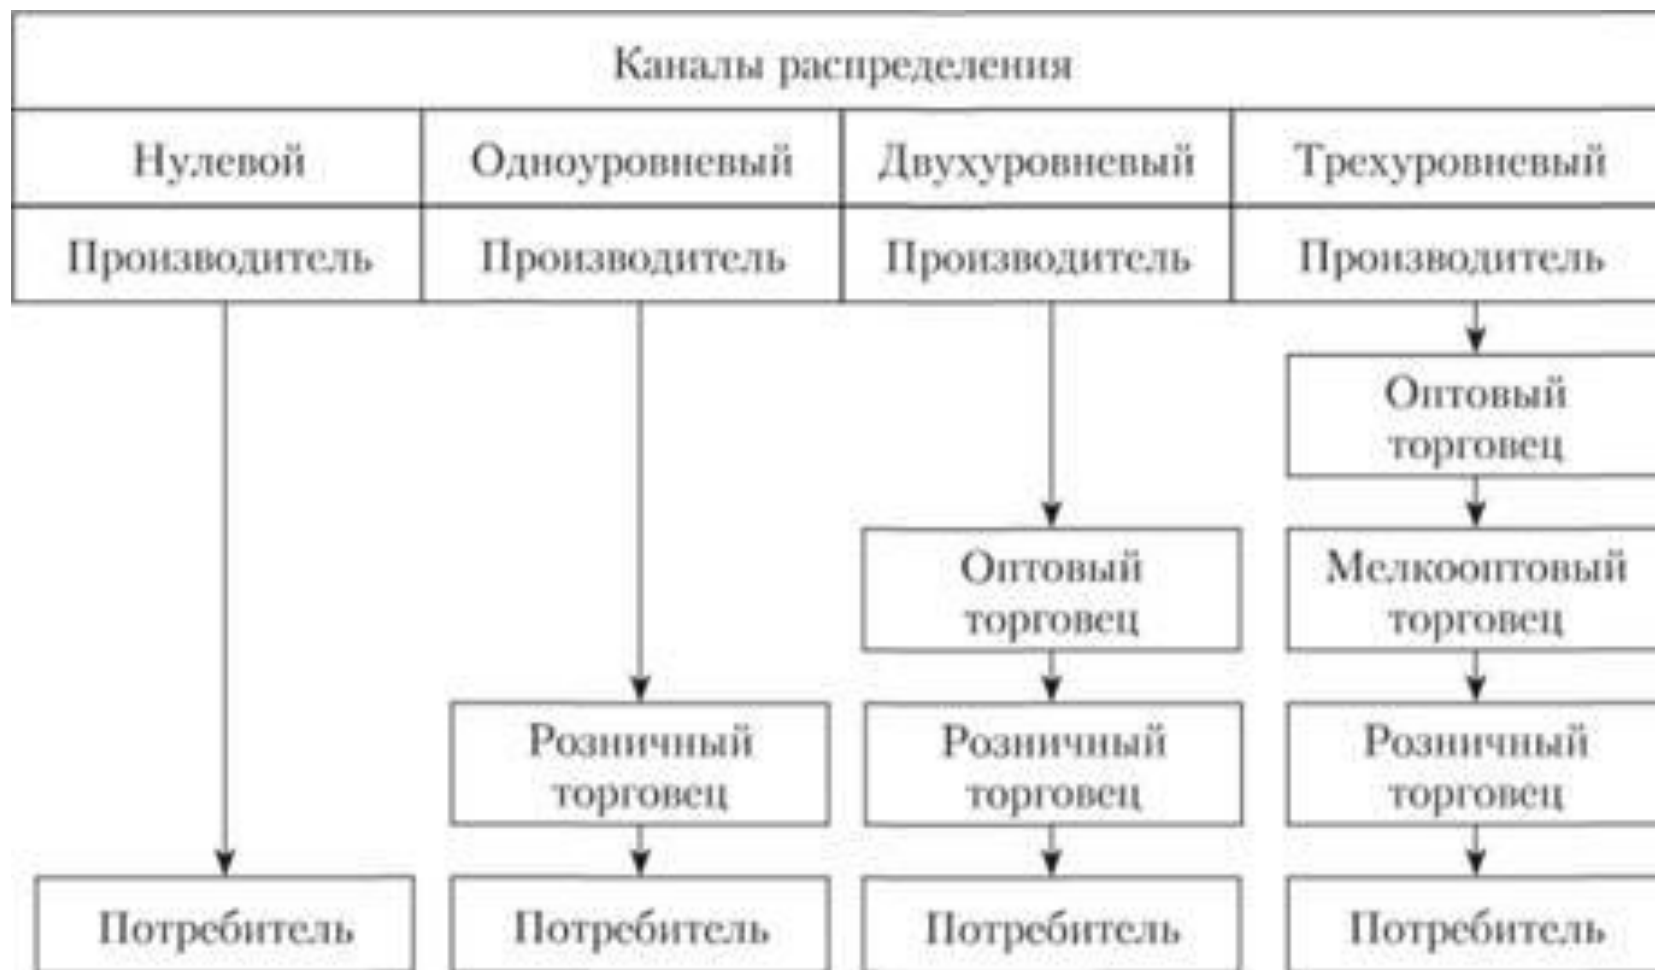 Каналы распределения
Нулевой Одноуровневый Двухуровневый Трехуровневый
Производитель Производитель Производитель Производитель
Оптовый
торговец
Оптовый Мелкооптовый
торговец торговец
Розничный Розничный Розничный
торговец торговец торговец
Потребитель Потребитель Потребитель Потребитель